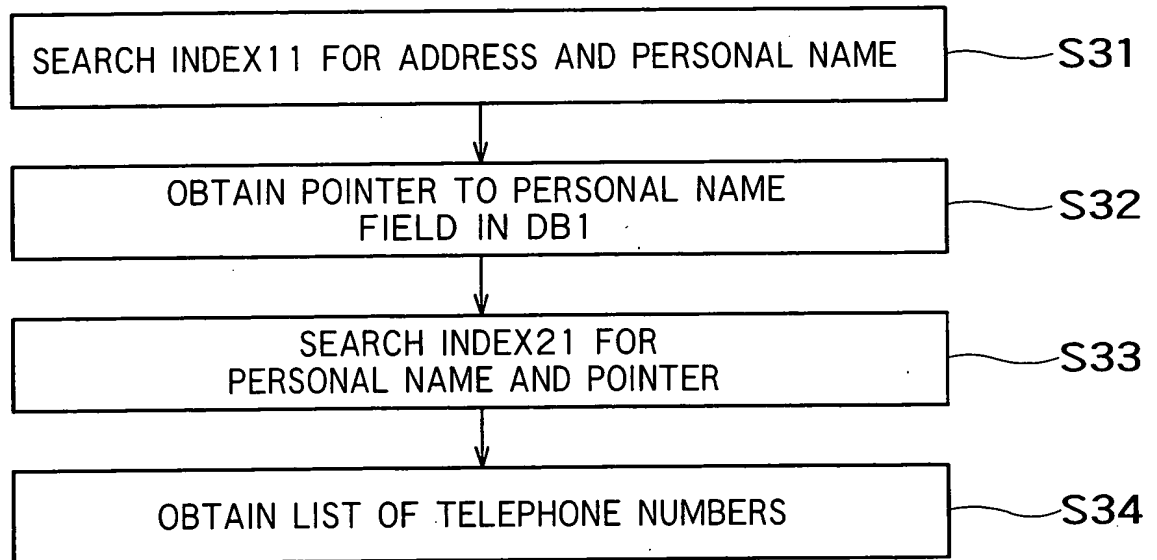 SEARCH INDEX11 FOR ADDRESS AND PERSONAL NAME
S31
OBTAIN POINTER TO PERSONAL NAME
FIELD IN DB1
S32
SEARCH INDEX21 FOR
PERSONAL NAME AND POINTER
S33
OBTAIN LIST OF TELEPHONE NUMBERS
S34